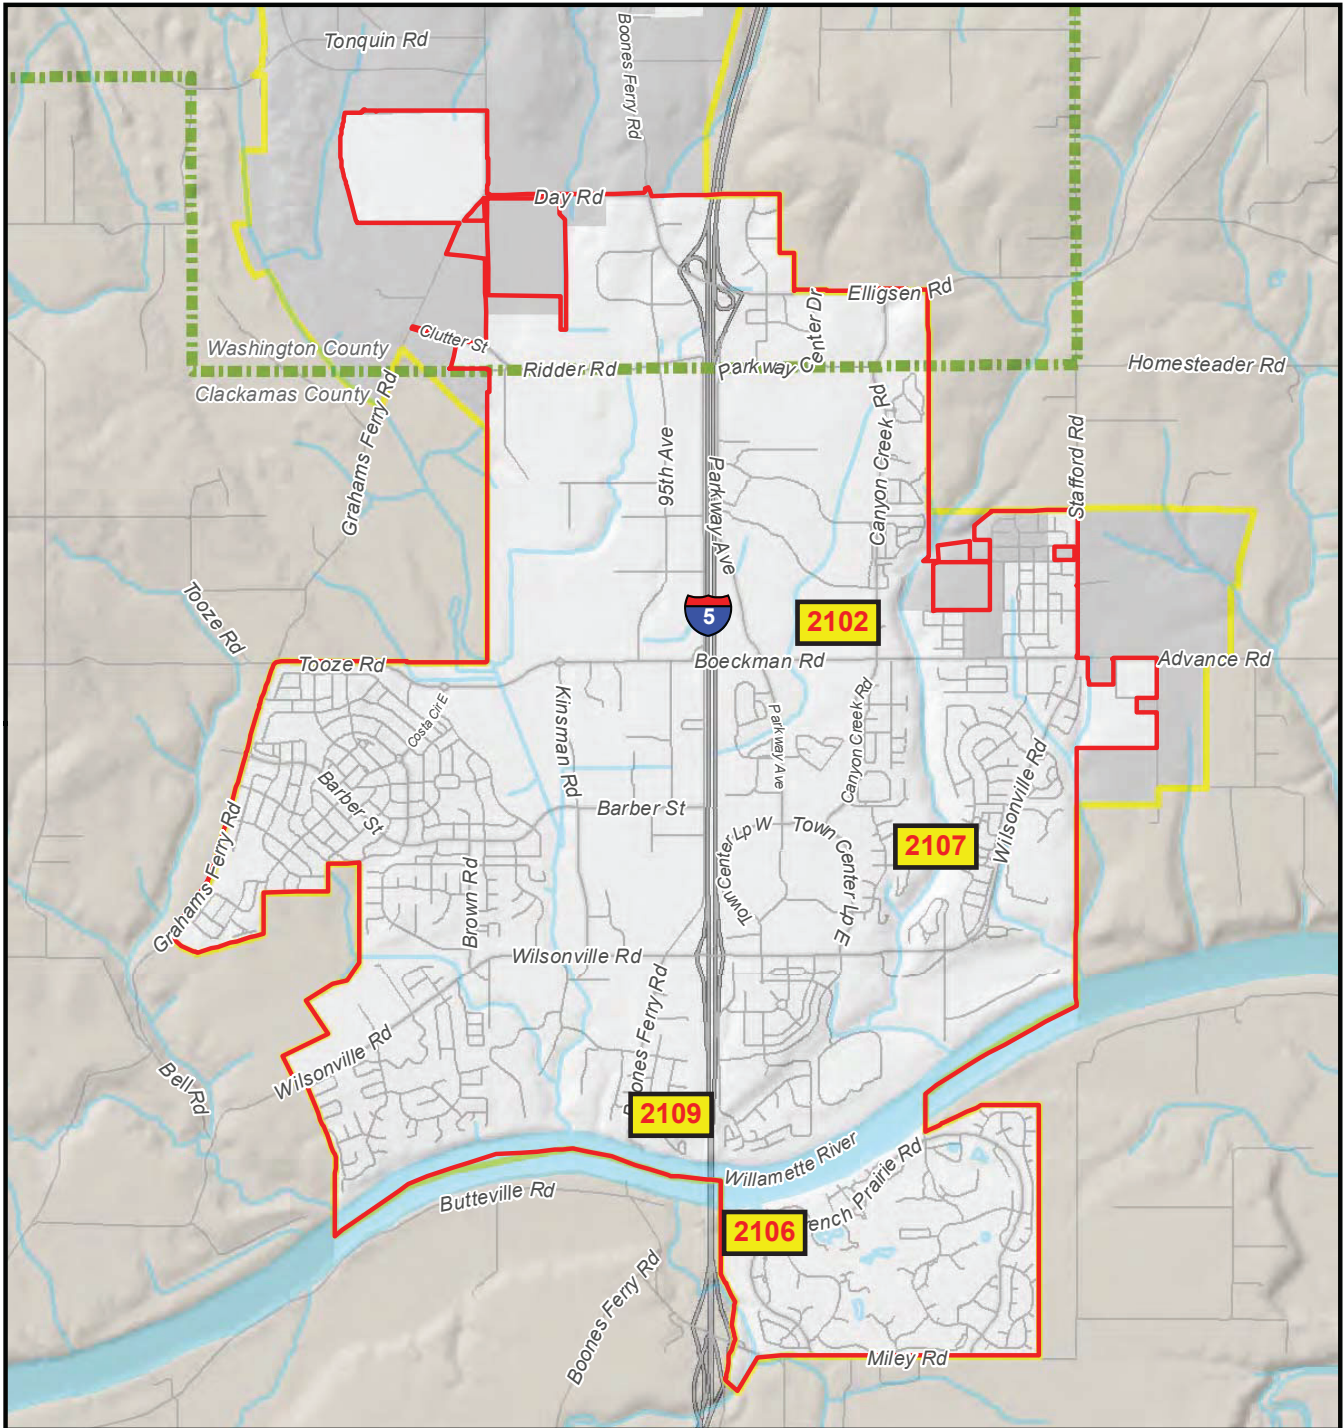 Tonquin Rd
Boones Ferry Rd
Day Rd
Elligsen Rd
Parkway Center Dr
Clutter St
Washington County
Clackamas County
Ridder Rd
Homesteader Rd
Grahams Ferry Rd
95th Ave
Parkway Ave
Canyon Creek Rd
Stafford Rd
Tooze Rd
5
2102
Tooze Rd
Boeckman Rd
Advance Rd
Costa Cir E
Kinsman Rd
Parkway Ave
Canyon Creek Rd
Barber St
Barber St
Town Center Lp W
Town Center Lp E
2107
Wilsonville Rd
Grahams Ferry Rd
Brown Rd
Wilsonville Rd
Boones Ferry Rd
Wilsonville Rd
Bell Rd
2109
Willamette River
Butteville Rd
ench Prairie Rd
2106
Boones Ferry Rd
Miley Rd